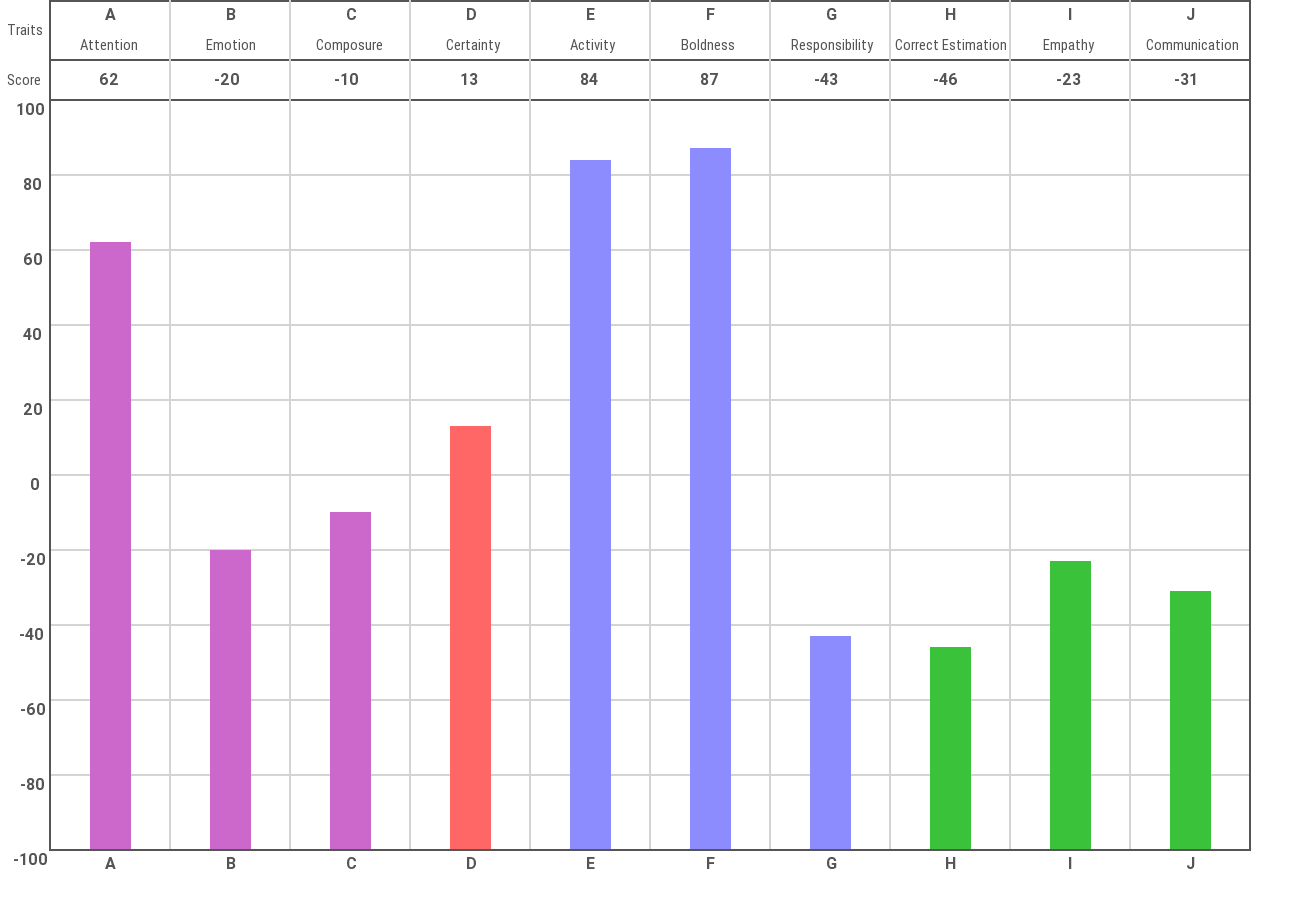 A B C D E F G H I J
Traits
Attention Emotion Composure Certainty Activity Boldness Responsibility Correct Estimation Empathy Communication
Score 62 -20 -10 13 84 87 -43 -46 -23 -31
100
80
60
40
20
0
-20
-40
-60
-80
-100
A B C D E F G H I J